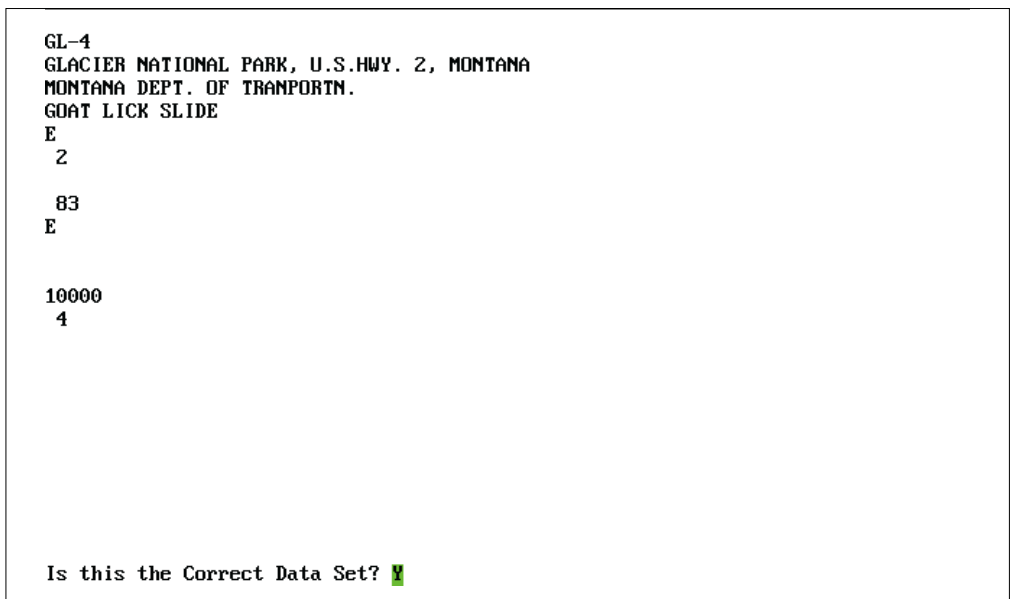 GL-4
GLACIER NATIONAL PARK, U.S.HWY. 2, MONTANA
MONTANA DEPT. OF TRANPORTN.
GOAT LICK SLIDE
E
2
83
E
10000
4
Is this the Correct Data Set? Y